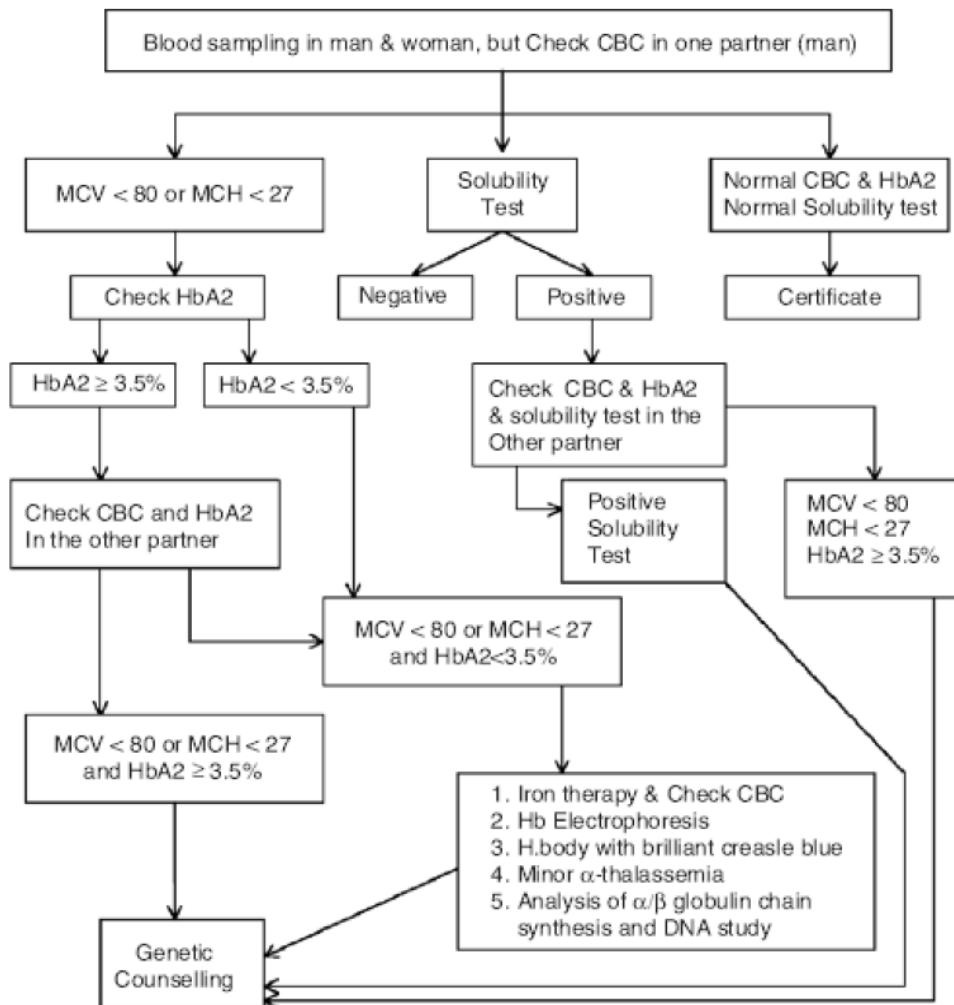 Blood sampling in man & woman, but Check CBC in one partner (man)
MCV < 80 or MCH < 27
Solubility
Test
Normal CBC & HbA2
Normal Solubility test
Check HbA2
Negative
Positive
Certificate
HbA2 ≥ 3.5%
HbA2 < 3.5%
Check CBC & HbA2
& solubility test in the
Other partner
Check CBC and HbA2
In the other partner
Positive
Solubility
Test
MCV < 80
MCH < 27
HbA2 ≥ 3.5%
MCV < 80 or MCH < 27
and HbA2<3.5%
MCV < 80 or MCH < 27
and HbA2 ≥ 3.5%
1. Iron therapy & Check CBC
2. Hb Electrophoresis
3. H.body with brilliant creasle blue
4. Minor α-thalassemia
5. Analysis of α/β globulin chain
synthesis and DNA study
Genetic
Counselling